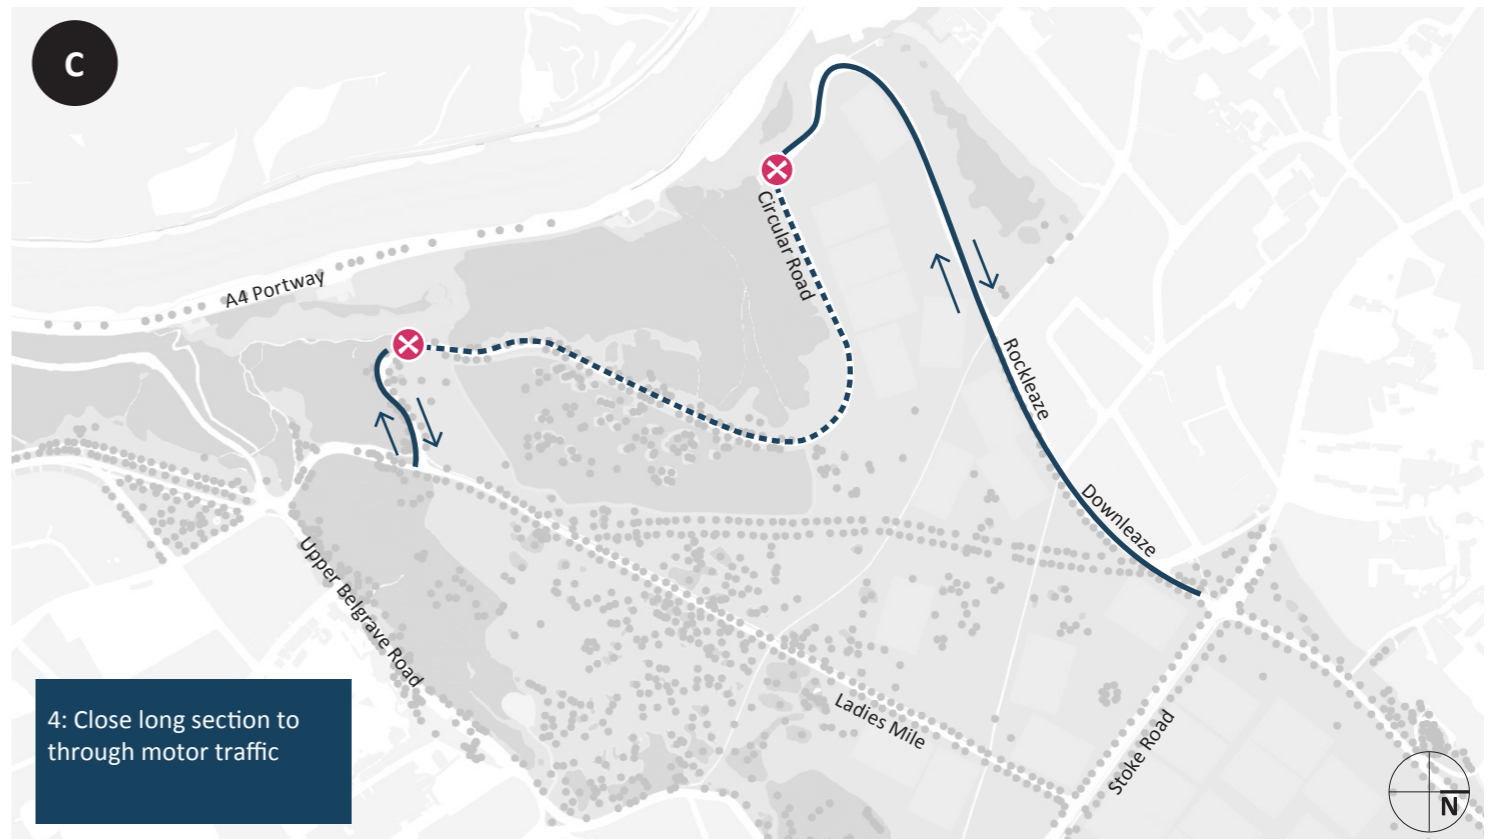 C
Circular Road
A4 Portway
Rockleaze
Downleaze
Upper Belgrave Road
Ladies Mile
Stoke Road
4: Close long section to
through motor traffic
N